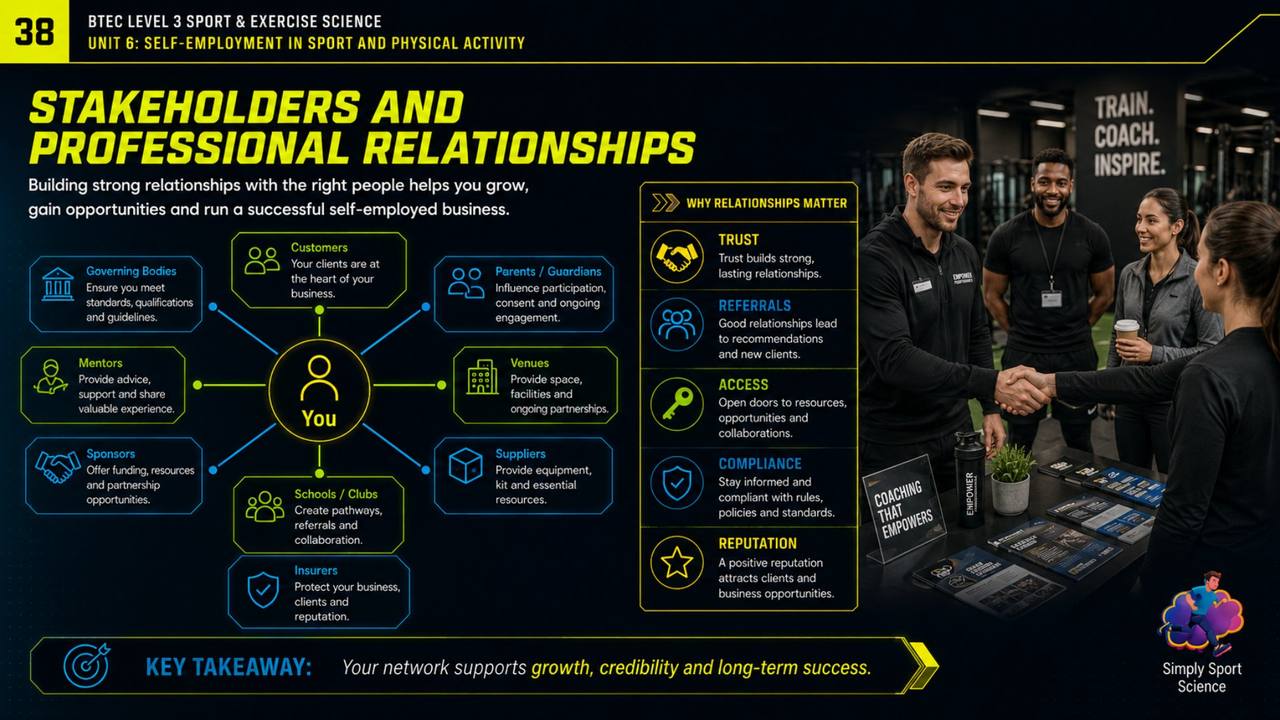 38
BTEC LEVEL 3 SPORT & EXERCISE SCIENCE
UNIT 6: SELF-EMPLOYMENT IN SPORT AND PHYSICAL ACTIVITY
STAKEHOLDERS AND
PROFESSIONAL RELATIONSHIPS
Building strong relationships with the right people helps you grow,
gain opportunities and run a successful self-employed business.
Customers
Your clients are at
the heart of your
business.
Governing Bodies
Ensure you meet
standards, qualifications
and guidelines.
Parents / Guardians
Influence participation,
consent and ongoing
engagement.
Mentors
Provide advice,
support and share
valuable experience.
You
Venues
Provide space,
facilities and
ongoing partnerships.
Sponsors
Offer funding, resources
and partnership
opportunities.
Suppliers
Provide equipment,
kit and essential
resources.
Schools / Clubs
Create pathways,
referrals and
collaboration.
Insurers
Protect your business,
clients and
reputation.
WHY RELATIONSHIPS MATTER
TRUST
Trust builds strong,
lasting relationships.
REFERRALS
Good relationships lead
to recommendations
and new clients.
ACCESS
Open doors to resources,
opportunities and
collaborations.
COMPLIANCE
Stay informed and
compliant with rules,
policies and standards.
REPUTATION
A positive reputation
attracts clients and
business opportunities.
TRAIN.
COACH.
INSPIRE.
COACHING
THAT
EMPOWERS
KEY TAKEAWAY:
Your network supports growth, credibility and long-term success.
Simply Sport
Science